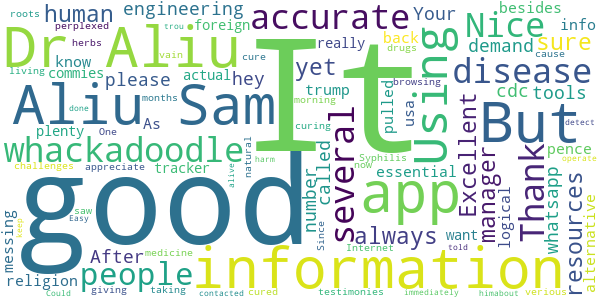 roots perplexed human engineering foreign accurate back Nice besides info
Dr Aliu herbs vain cure know really sure demand trou
living commies please actual hey yet drugs browsing cause
Aliu Sam It Using disease
done months morning trump pulled cdc tools
plenty One As tracker usa But pence detect
whackadoodle natural curing several Excellent
challenges appreciate harm Syphilis now app manager essential operate
good alive number called Thank logical whatsapp resources alternative
messing saw Easy Since always want
keep After medicine Internet told
religion people information
giving taking testimonies
Could contacted cured immediately himabout verious
Your